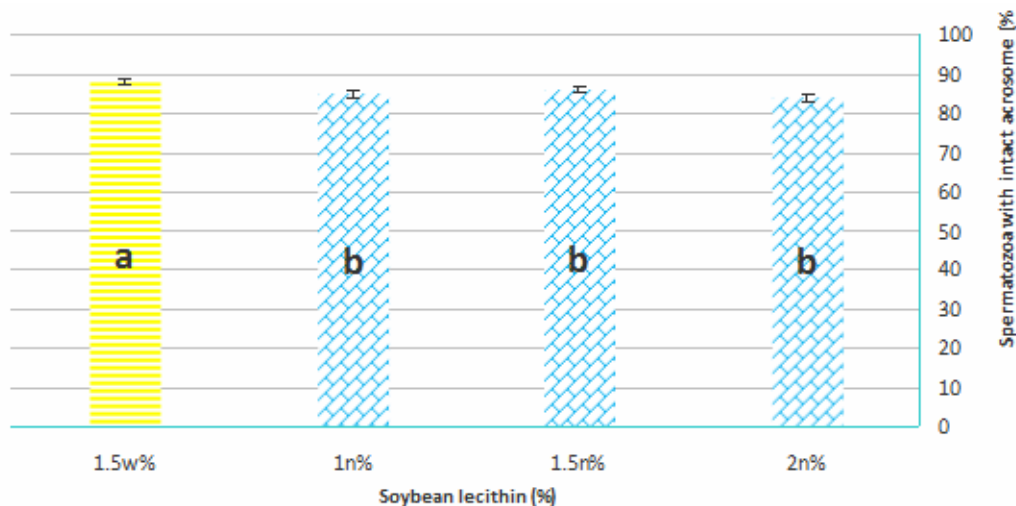 100
90
80
70
60
50
40
30
20
10
0
Spermatozoa with intact acrosome (%
a
b
b
b
1.5w%
1n%
1.5n%
2n%
Soybean lecithin (%)